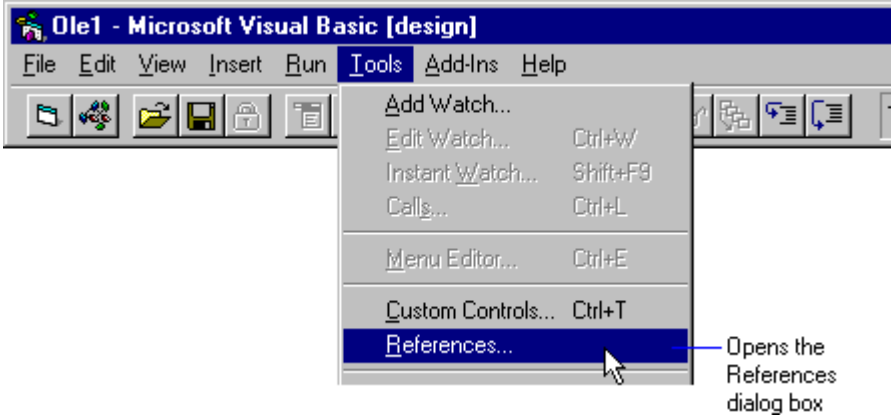 Ole1 - Microsoft Visual Basic [design]
File Edit View Insert Run Tools Add-Ins Help
Add Watch...
Edit Watch... Ctrl+W
Instant Watch... Shift+F9
Calls... Ctrl+L
Menu Editor... Ctrl+E
Custom Controls... Ctrl+T
References...
Opens the
References
dialog box